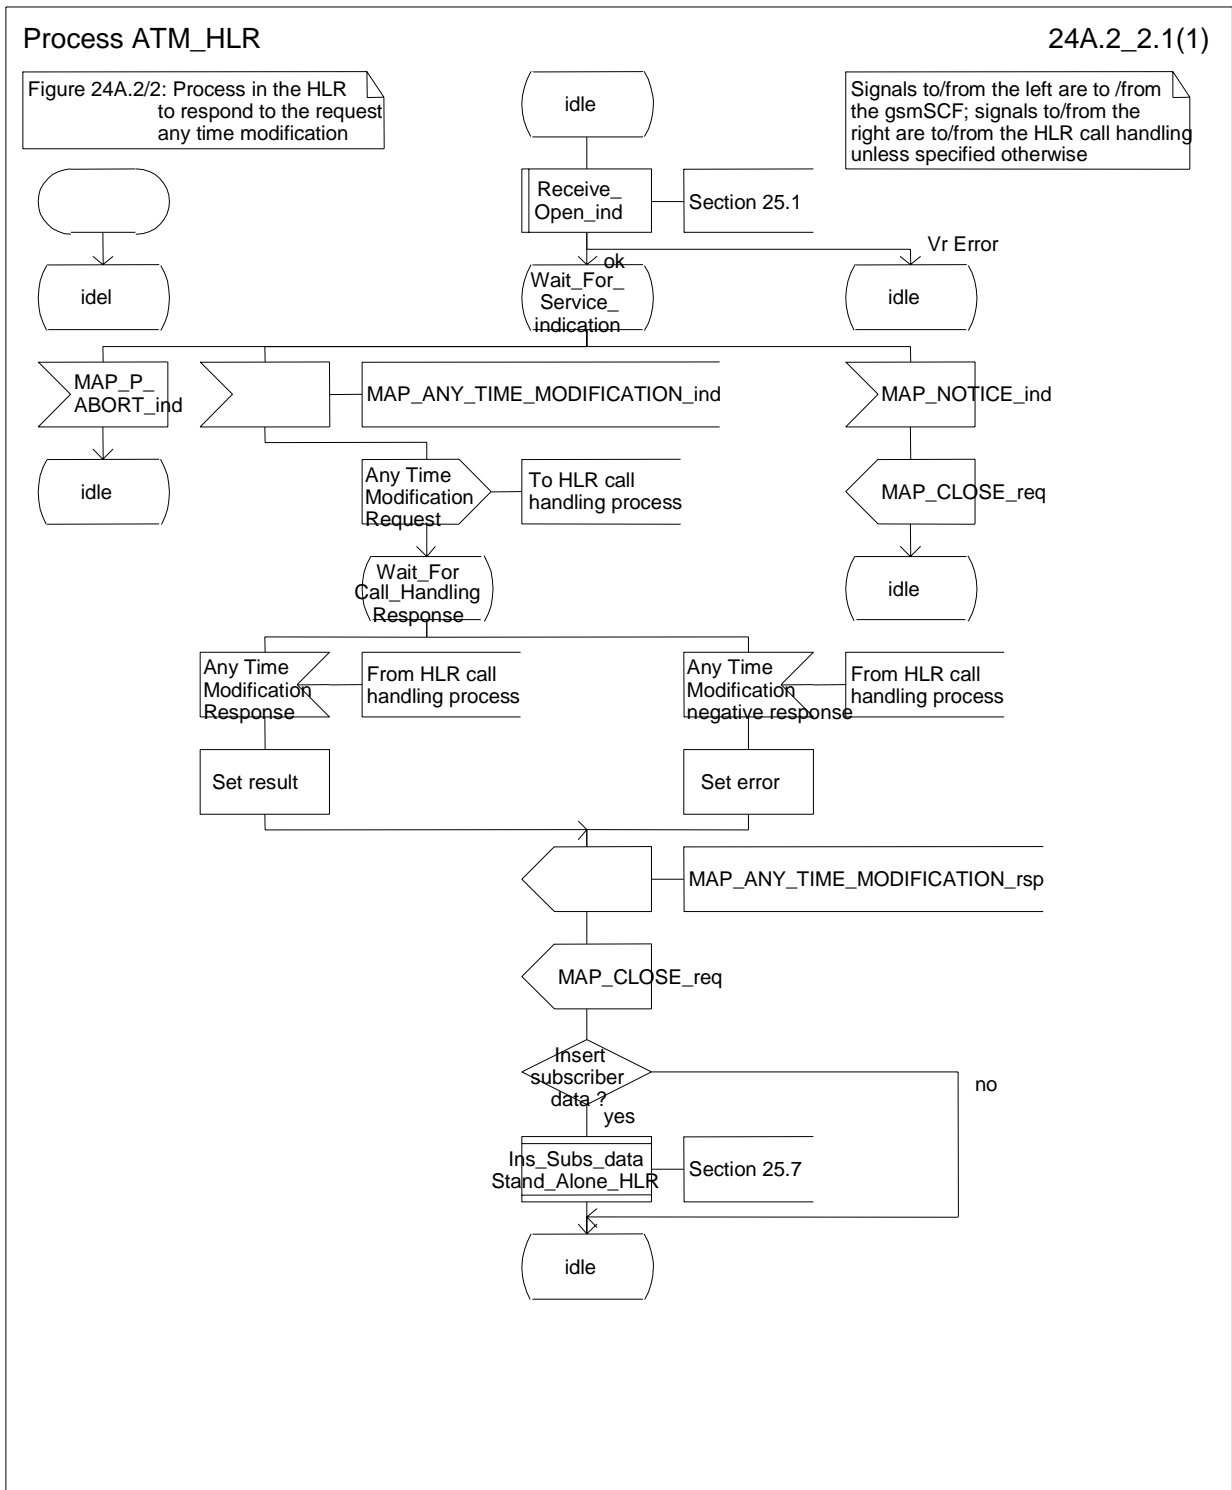 Process ATM_HLR
24A.2_2.1(1)
Figure 24A.2/2: Process in the HLR
to respond to the request
any time modification
idle
Signals to/from the left are to /from
the gsmSCF; signals to/from the
right are to/from the HLR call handling
unless specified otherwise
Receive_
Open_ind
Section 25.1
Vr Error
ok
idel
Wait_For_
Service_
indication
idle
MAP_P_
ABORT_ind
MAP_ANY_TIME_MODIFICATION_ind
MAP_NOTICE_ind
idle
Any Time
Modification
Request
To HLR call
handling process
MAP_CLOSE_req
Wait_For
Call_Handling
Response
idle
Any Time
Modification
Response
From HLR call
handling process
Any Time
Modification
negative response
From HLR call
handling process
Set result
Set error
MAP_ANY_TIME_MODIFICATION_rsp
MAP_CLOSE_req
Insert
subscriber
data ?
no
yes
Ins_Subs_data
Stand_Alone_HLR
Section 25.7
idle